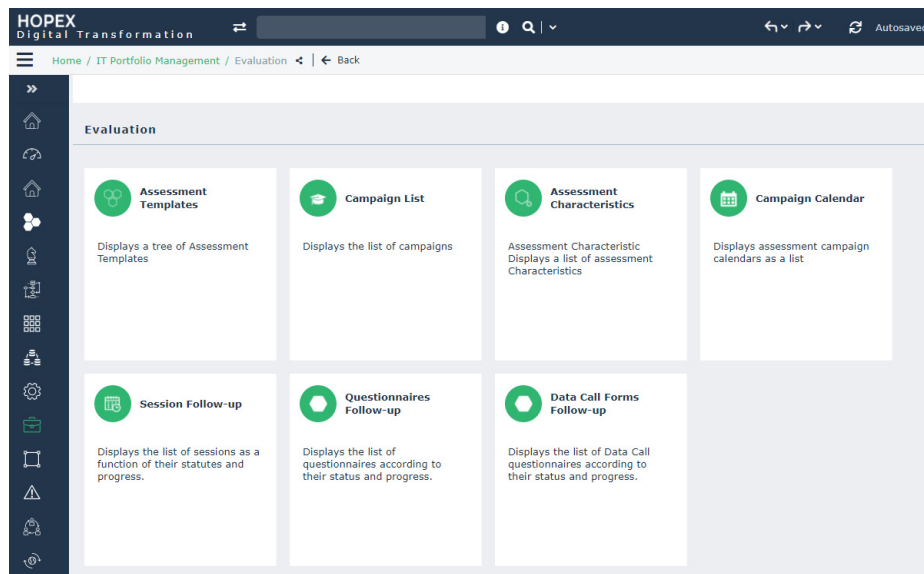 HOPEX
Digital Transformation
Autosaved
Home / IT Portfolio Management / Evaluation
Back
Evaluation
Assessment
Templates
Displays a tree of Assessment
Templates
Campaign List
Displays the list of campaigns
Assessment
Characteristics
Assessment Characteristic
Displays a list of assessment
Characteristics
Campaign Calendar
Displays assessment campaign
calendars as a list
Session Follow-up
Displays the list of sessions as a
function of their statutes and
progress.
Questionnaires
Follow-up
Displays the list of
questionnaires according to
their status and progress.
Data Call Forms
Follow-up
Displays the list of Data Call
questionnaires according to
their status and progress.